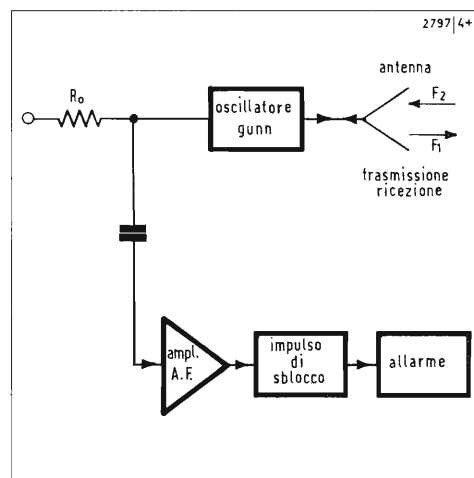 2797|4+
antenna
R₀
oscillatore
gunn
F₂
F₁
trasmissione
ricezione
ampl.
A.F.
impulso
di
sblocco
allarme